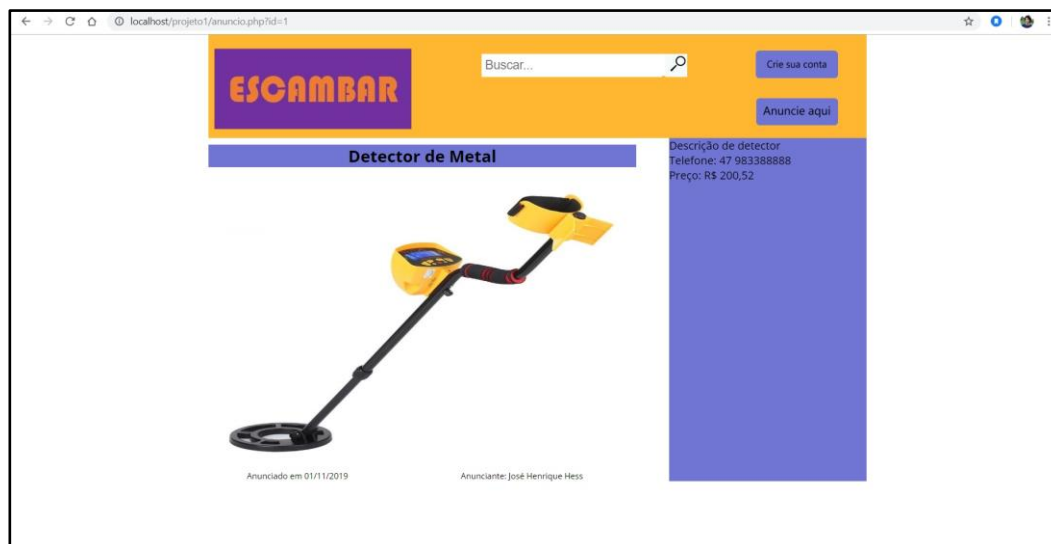 localhost/projeto1/anuncio.php?id=1
ESCAMBAR
Buscar...
Crie sua conta
Anuncie aqui
Detector de Metal
Descrição de detector
Telefone: 47 983388888
Preço: R$ 200,52
Anunciado em 01/11/2019
Anunciante: José Henrique Hess